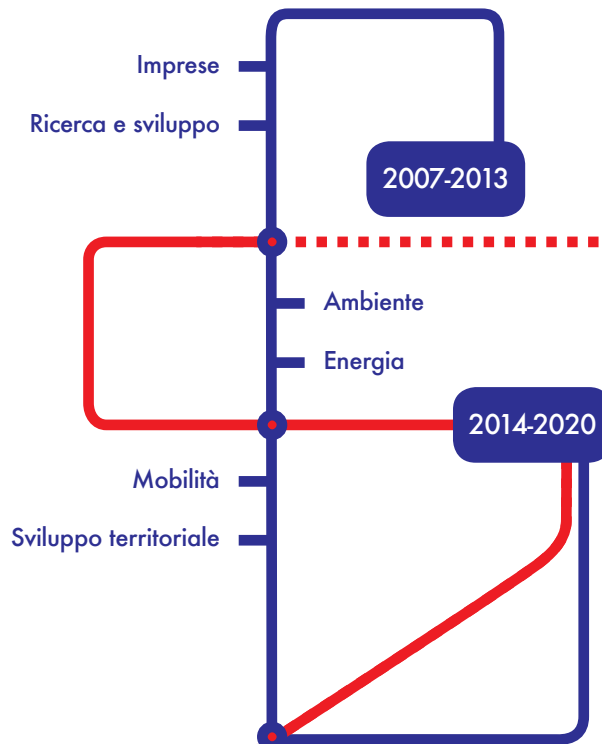 Imprese
Ricerca e sviluppo
2007-2013
Ambiente
Energia
2014-2020
Mobilità
Sviluppo territoriale